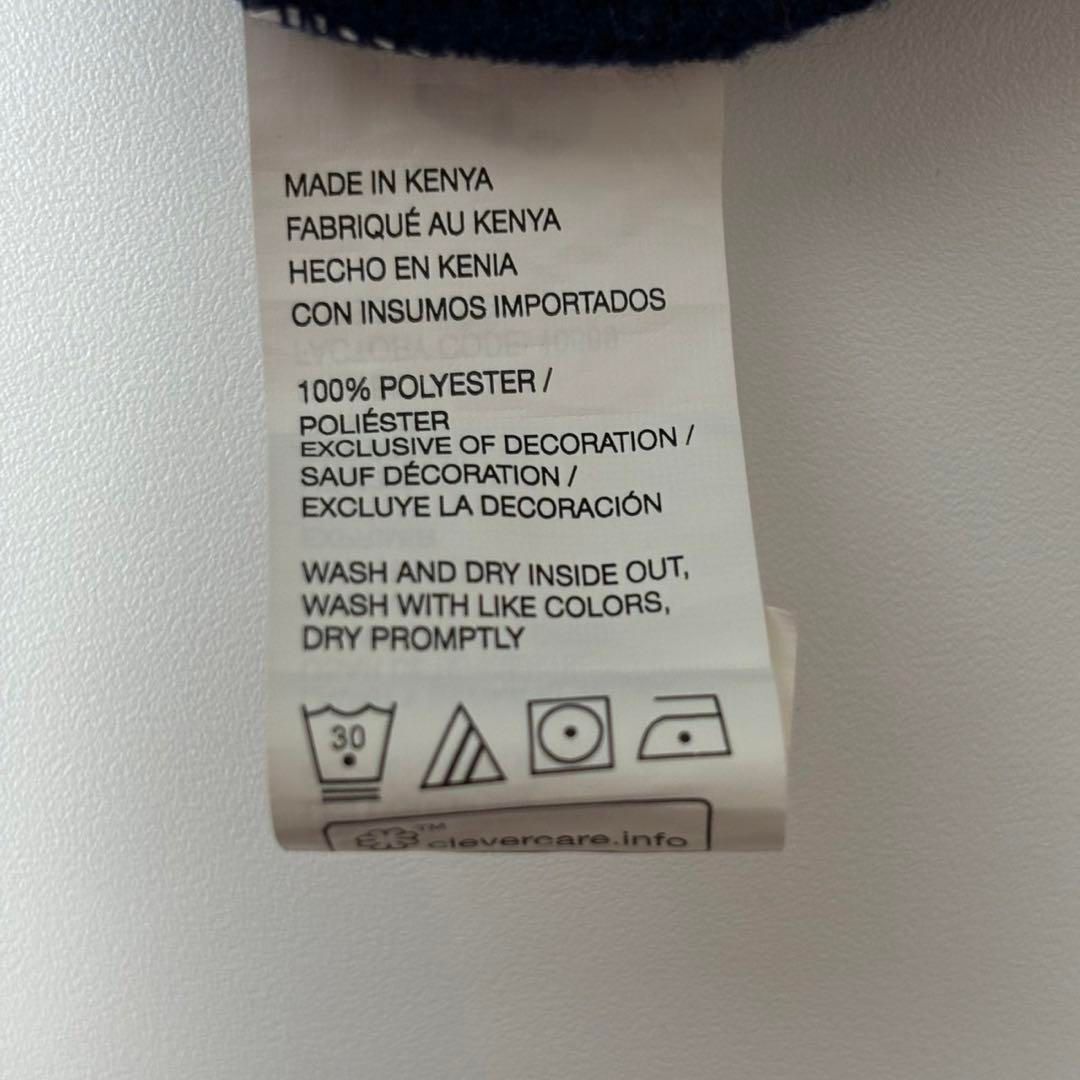 MADE IN KENYA
FABRIQUÉ AU KENYA
HECHO EN KENIA
CON INSUMOS IMPORTADOS
100% POLYESTER /
POLIÉSTER
EXCLUSIVE OF DECORATION /
SAUF DÉCORATION /
EXCLUYE LA DECORACIÓN
WASH AND DRY INSIDE OUT,
WASH WITH LIKE COLORS,
DRY PROMPTLY
30
™ clevercare.info